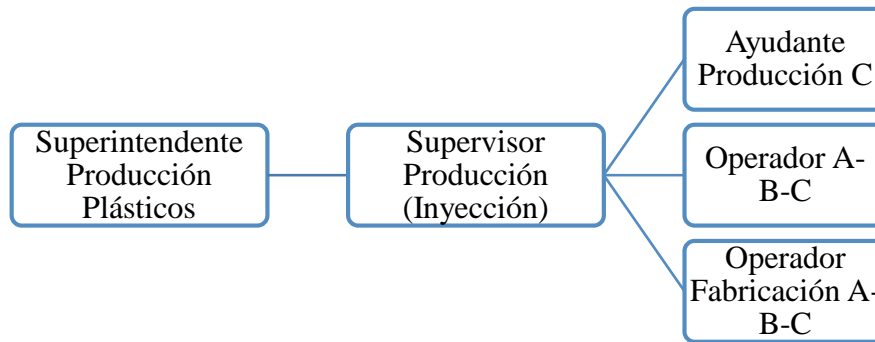 Superintendente
Producción
Plásticos
Supervisor
Producción
(Inyección)
Ayudante
Producción C
Operador A-
B-C
Operador
Fabricación A-
B-C